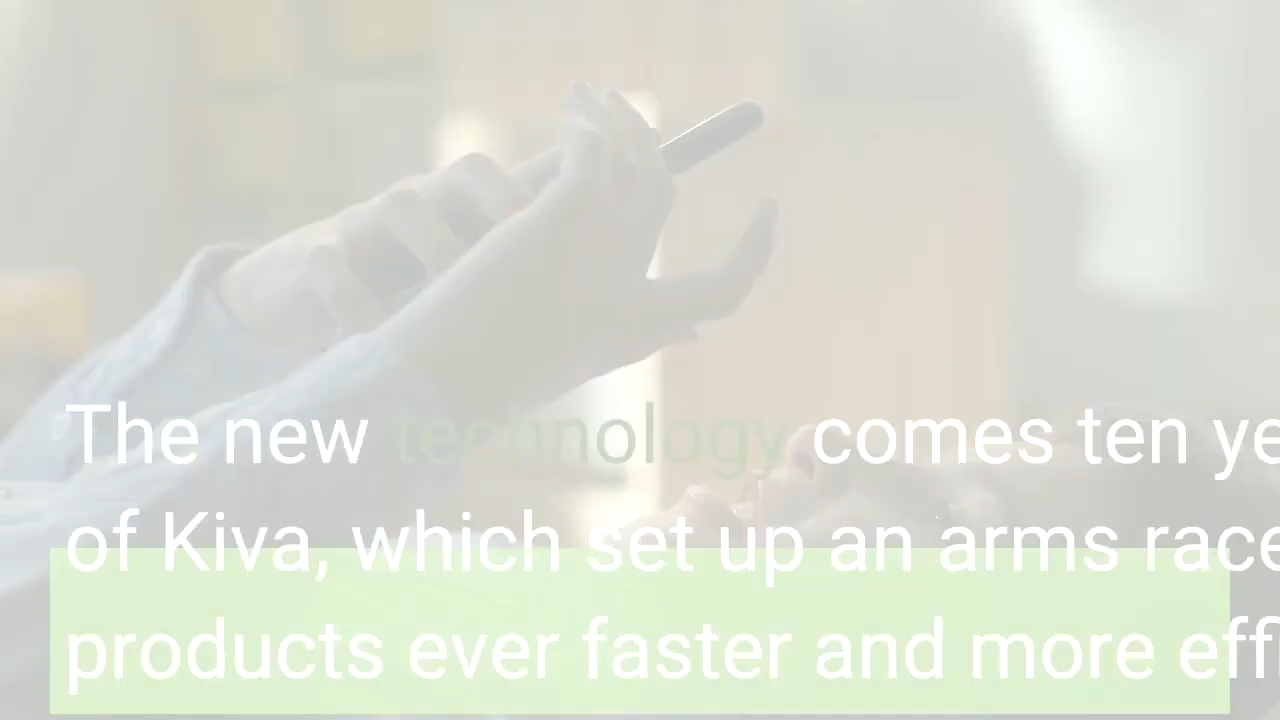 The new technology comes ten ye
of Kiva, which set up an arms race
products ever faster and more effi